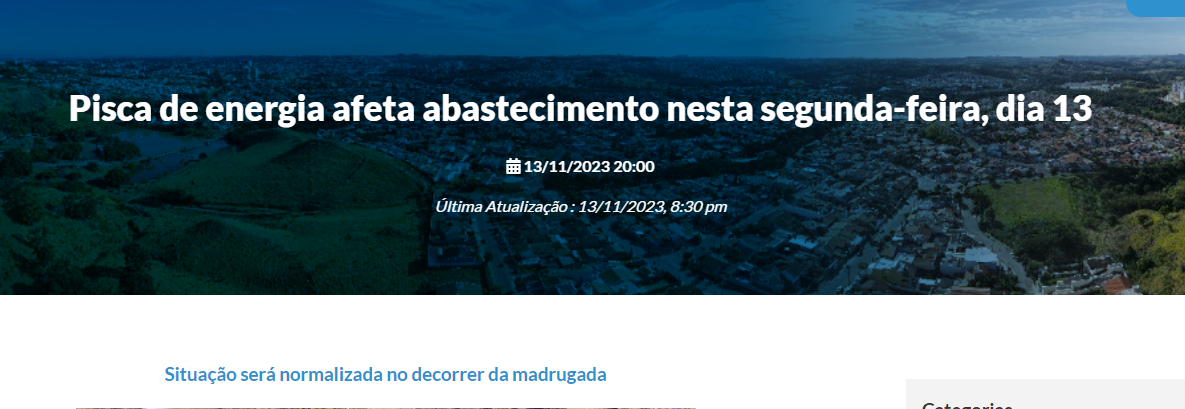 Pisca de energia afeta abastecimento nesta segunda-feira, dia 13
13/11/2023 20:00
Última Atualização : 13/11/2023, 8:30 pm
Situação será normalizada no decorrer da madrugada
Categorias